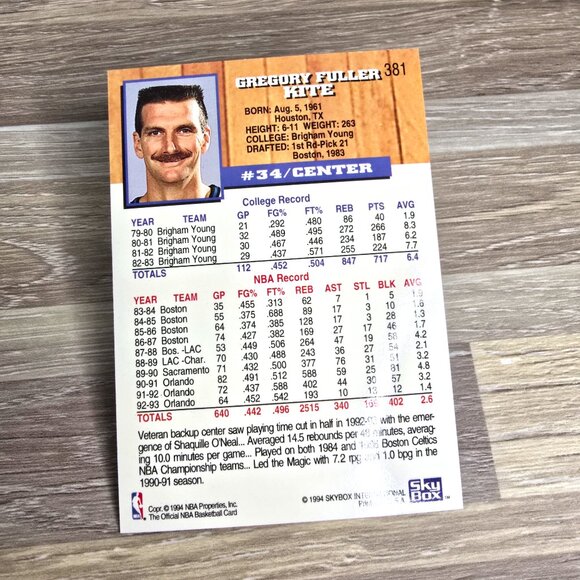 GREGORY FULLER 381
KITE
BORN: Aug. 5, 1961
Houston, TX
HEIGHT: 6-11 WEIGHT: 263
COLLEGE: Brigham Young
DRAFTED: 1st Rd-Pick 21
Boston, 1983
#34/CENTER
College Record
YEAR TEAM GP FG% FT% REB PTS AVG
79-80 Brigham Young 21 .292 .480 86 40 1.9
80-81 Brigham Young 32 .489 .495 272 266 8.3
81-82 Brigham Young 30 .467 .446 234 187 6.2
82-83 Brigham Young 29 .437 .571 255 224 7.7
TOTALS 112 .452 .504 847 717 6.4
NBA Record
YEAR TEAM GP FG% FT% REB AST STL BLK AVG
83-84 Boston 35 .455 .313 62 7 1 5 1.9
84-85 Boston 55 .375 .688 89 17 3 10 1.6
85-86 Boston 64 .374 .385 128 17 3 28 1.3
86-87 Boston 74 .427 .382 169 27 17 46 1.7
87-88 Bos. -LAC 53 .449 .506 264 47 19 58 4.2
88-89 LAC -Char. 70 .430 .488 243 36 27 54 2.1
89-90 Sacramento 71 .432 .500 377 76 31 51 3.2
90-91 Orlando 82 .491 .512 588 59 25 81 4.8
91-92 Orlando 72 .437 .588 402 44 30 57 3.2
92-93 Orlando 64 .452 .542 193 10 13 12 1.4
TOTALS 640 .442 .496 2515 340 402 2.6
Veteran backup center saw playing time cut in half in 1992-93 with the emer-
gence of Shaquille O'Neal... Averaged 14.5 rebounds per 48 minutes, averag-
ing 10.0 minutes per game... Played on both 1984 and 1986 Boston Celtics
NBA Championship teams... Led the Magic with 7.2 rpg and 1.0 bpg in the
1990-91 season.
NBA
Copr. © 1994 NBA Properties, Inc.
The Official NBA Basketball Card
© 1994 SKYBOX INTERNATIONAL
SKY
BOX TM